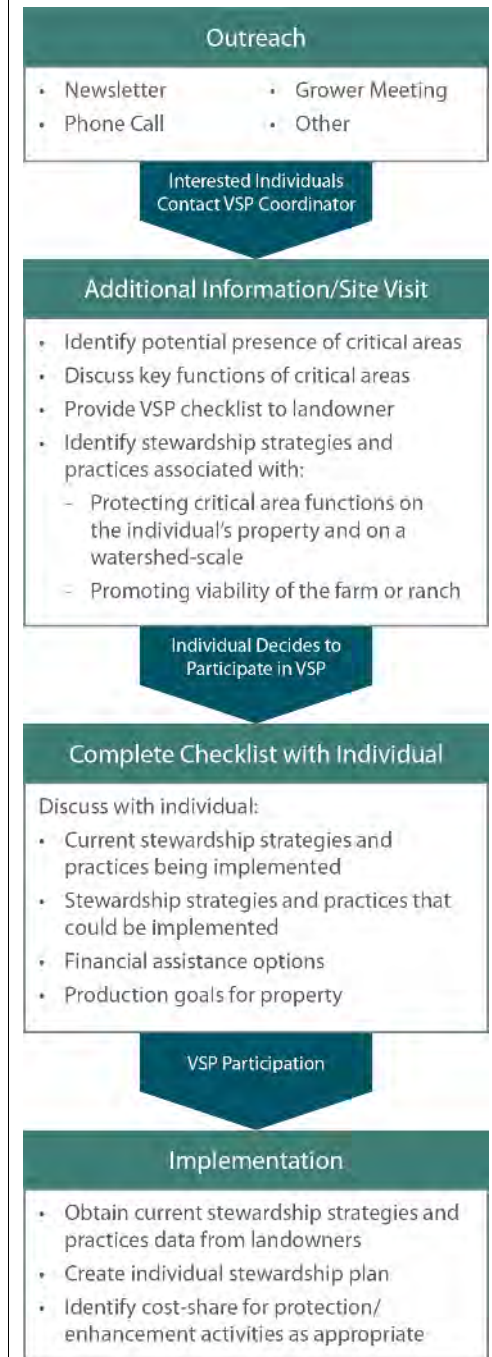 Outreach
• Newsletter
• Phone Call
• Grower Meeting
• Other
Interested Individuals
Contact VSP Coordinator
Additional Information/Site Visit
• Identify potential presence of critical areas
• Discuss key functions of critical areas
• Provide VSP checklist to landowner
• Identify stewardship strategies and
practices associated with:
– Protecting critical area functions on
the individual's property and on a
watershed-scale
– Promoting viability of the farm or ranch
Individual Decides to
Participate in VSP
Complete Checklist with Individual
Discuss with individual:
• Current stewardship strategies and
practices being implemented
• Stewardship strategies and practices that
could be implemented
• Financial assistance options
• Production goals for property
VSP Participation
Implementation
• Obtain current stewardship strategies and
practices data from landowners
• Create individual stewardship plan
• Identify cost-share for protection/
enhancement activities as appropriate